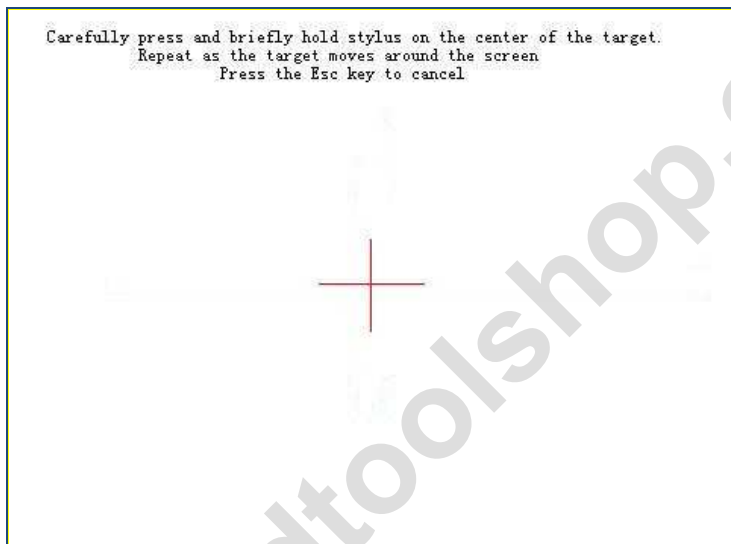 Carefully press and briefly hold stylus on the center of the target.
Repeat as the target moves around the screen
Press the Esc key to cancel
dtoolshop.